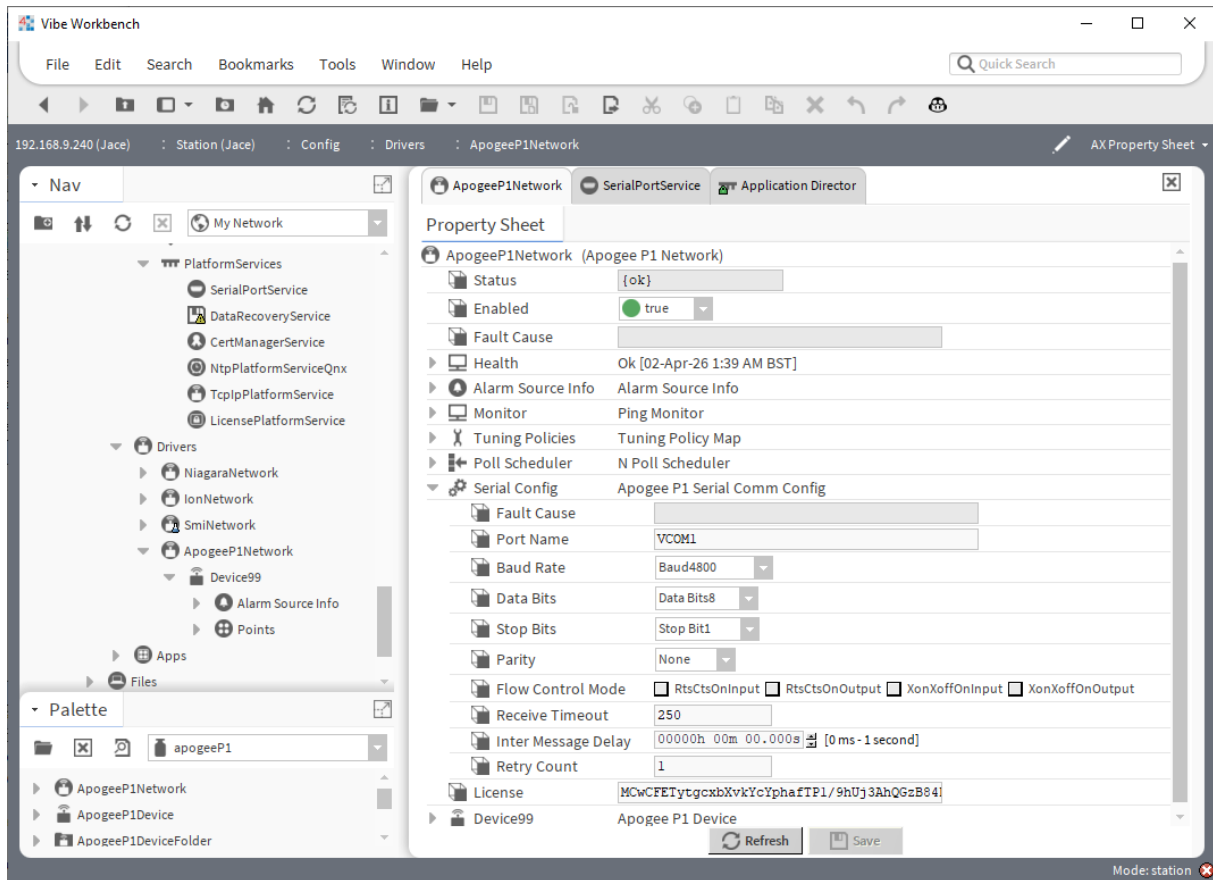 Vibe Workbench
File Edit Search Bookmarks Tools Window Help
Quick Search
192.168.9.240 (Jace) : Station (Jace) : Config : Drivers : ApogeeP1Network
AX Property Sheet
Nav
My Network
PlatformServices
SerialPortService
DataRecoveryService
CertManagerService
NtpPlatformServiceQnx
TcpIpPlatformService
LicensePlatformService
Drivers
NiagaraNetwork
IonNetwork
SmiNetwork
ApogeeP1Network
Device99
Alarm Source Info
Points
Apps
Files
Palette
apogeeP1
ApogeeP1Network
ApogeeP1Device
ApogeeP1DeviceFolder
ApogeeP1Network SerialPortService Application Director
Property Sheet
ApogeeP1Network (Apogee P1 Network)
Status {ok}
Enabled true
Fault Cause
Health Ok [02-Apr-26 1:39 AM BST]
Alarm Source Info Alarm Source Info
Monitor Ping Monitor
Tuning Policies Tuning Policy Map
Poll Scheduler N Poll Scheduler
Serial Config Apogee P1 Serial Comm Config
Fault Cause
Port Name VCOM1
Baud Rate Baud4800
Data Bits Data Bits8
Stop Bits Stop Bit1
Parity None
Flow Control Mode RtsCtsOnInput RtsCtsOnOutput XonXoffOnInput XonXoffOnOutput
Receive Timeout 250
Inter Message Delay 00000h 00m 00.000s [0 ms - 1 second]
Retry Count 1
License
Device99 Apogee P1 Device
Refresh Save
Mode: station